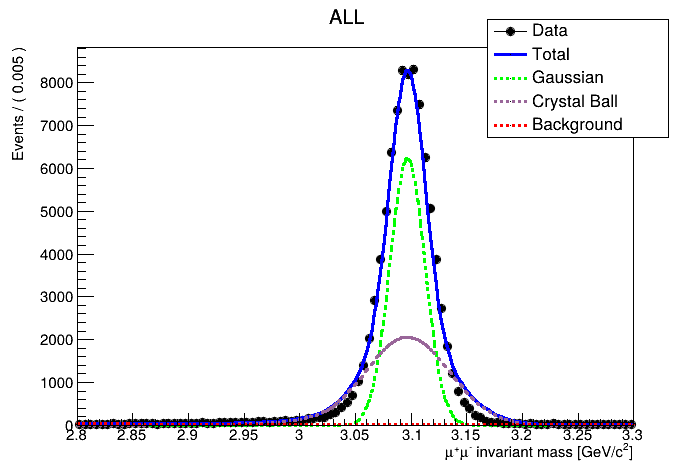 ALL
Data
Total
Gaussian
Crystal Ball
Background
Events / ( 0.005 )
8000
7000
6000
5000
4000
3000
2000
1000
0
2.8 2.85 2.9 2.95 3 3.05 3.1 3.15 3.2 3.25 3.3
μ⁺μ⁻ invariant mass [GeV/c²]